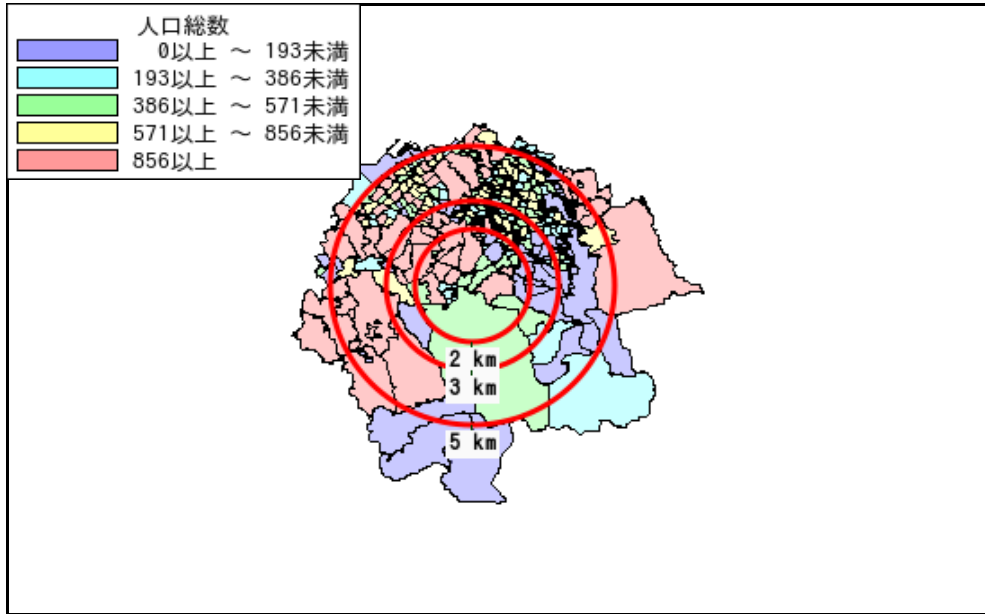 人口総数
0以上 ～ 193未満
193以上 ～ 386未満
386以上 ～ 571未満
571以上 ～ 856未満
856以上
2 km
3 km
5 km